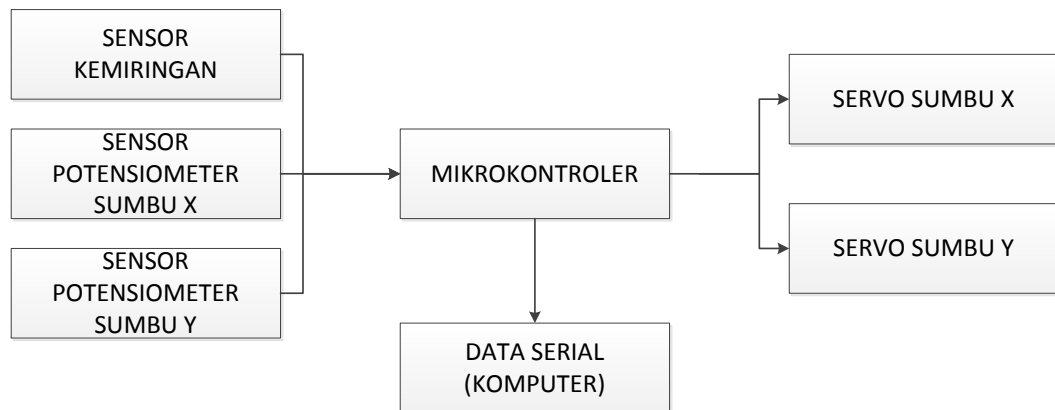 SENSOR
KEMIRINGAN
SENSOR
POTENSIOMETER
SUMBU X
SENSOR
POTENSIOMETER
SUMBU Y
MIKROKONTROLER
DATA SERIAL
(KOMPUTER)
SERVO SUMBU X
SERVO SUMBU Y